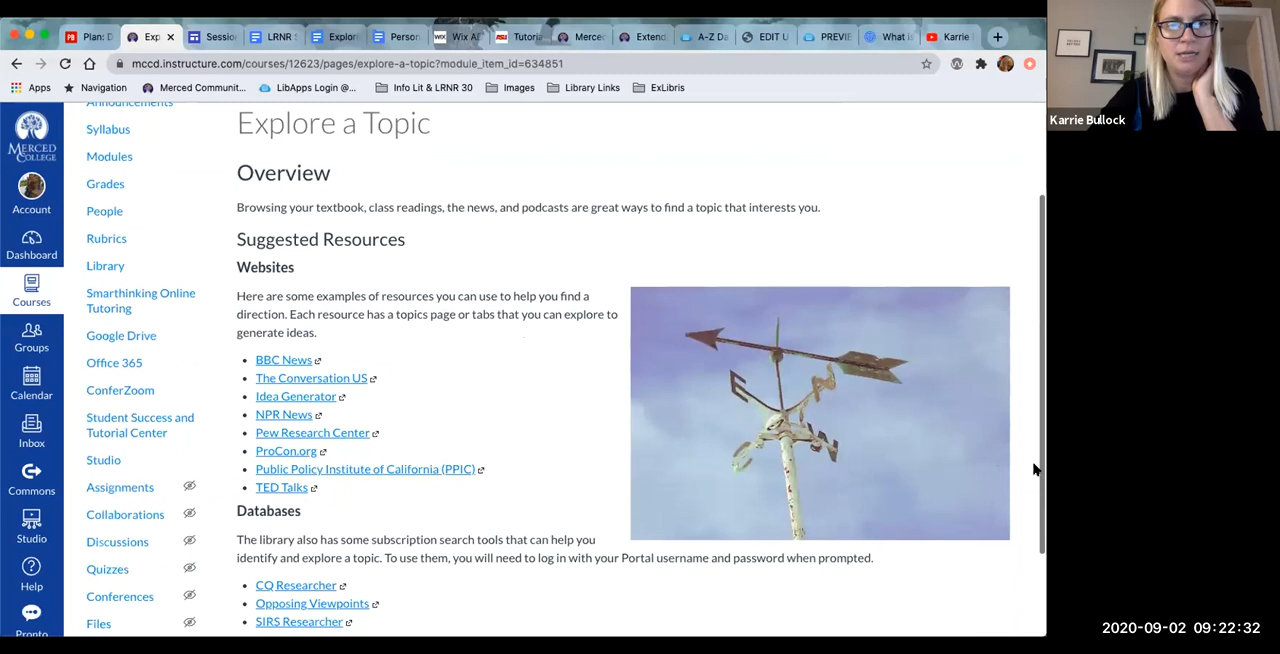 Plan: D
Exp
Sessio
LRNR
Explori
Person
WIX
Wix AB
ASU
Tutoria
Merce
Extend
A-Z Da
EDIT U
PREVIE
What is
Karrie
mccd.instructure.com/courses/12623/pages/explore-a-topic?module_item_id=634851
Apps
Navigation
Merced Communit...
LibApps Login @...
Info Lit & LRNR 30
Images
Library Links
ExLibris
Karrie Bullock
MERCED
COLLEGE
Account
Dashboard
Courses
Groups
Calendar
Inbox
Commons
Studio
Help
Pronto
Announcements
Syllabus
Modules
Grades
People
Rubrics
Library
Smarthinking Online
Tutoring
Google Drive
Office 365
ConferZoom
Student Success and
Tutorial Center
Studio
Assignments
Collaborations
Discussions
Quizzes
Conferences
Files
Explore a Topic
Overview
Browsing your textbook, class readings, the news, and podcasts are great ways to find a topic that interests you.
Suggested Resources
Websites
Here are some examples of resources you can use to help you find a
direction. Each resource has a topics page or tabs that you can explore to
generate ideas.
BBC News
The Conversation US
Idea Generator
NPR News
Pew Research Center
ProCon.org
Public Policy Institute of California (PPIC)
TED Talks
Databases
The library also has some subscription search tools that can help you
identify and explore a topic. To use them, you will need to log in with your Portal username and password when prompted.
CQ Researcher
Opposing Viewpoints
SIRS Researcher
2020-09-02 09:22:32